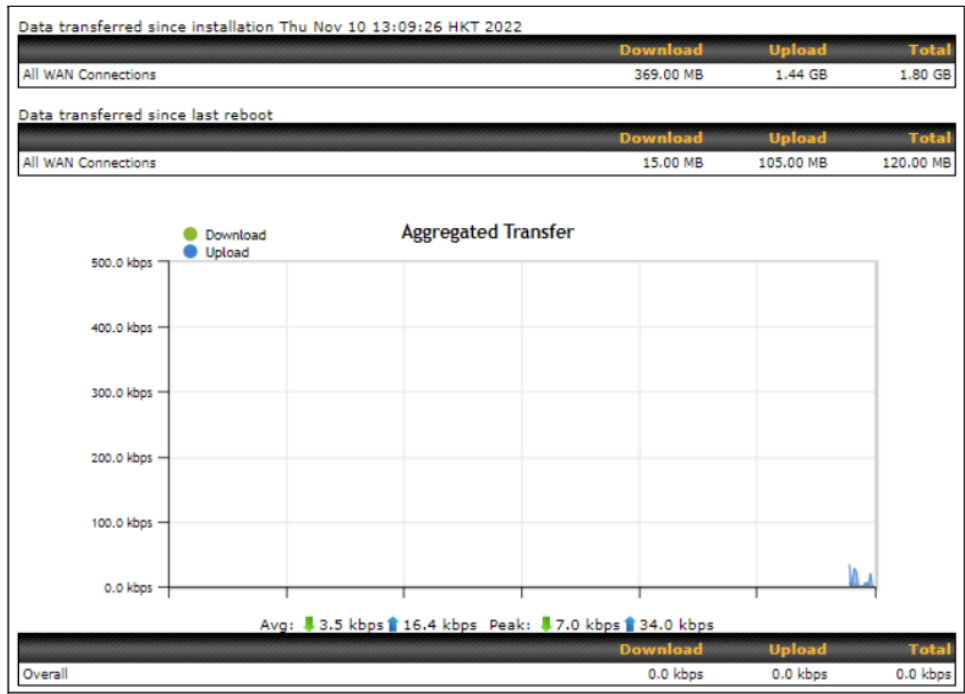 Data transferred since installation Thu Nov 10 13:09:26 HKT 2022
Download Upload Total
All WAN Connections 369.00 MB 1.44 GB 1.80 GB
Data transferred since last reboot
Download Upload Total
All WAN Connections 15.00 MB 105.00 MB 120.00 MB
Aggregated Transfer
Download
Upload
500.0 kbps
400.0 kbps
300.0 kbps
200.0 kbps
100.0 kbps
0.0 kbps
Avg: 3.5 kbps 16.4 kbps Peak: 7.0 kbps 34.0 kbps
Download Upload Total
Overall 0.0 kbps 0.0 kbps 0.0 kbps